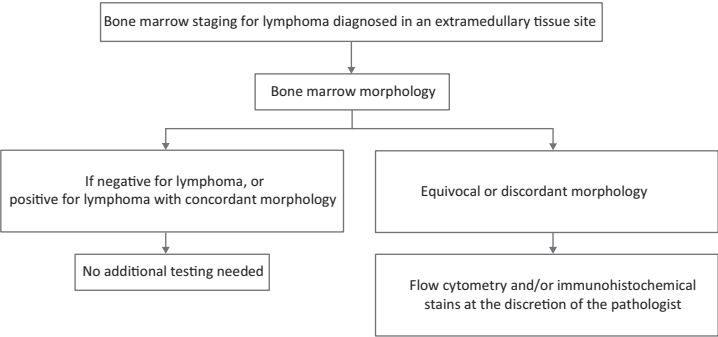 Bone marrow staging for lymphoma diagnosed in an extramedullary tissue site
Bone marrow morphology
If negative for lymphoma, or
positive for lymphoma with concordant morphology
Equivocal or discordant morphology
No additional testing needed
Flow cytometry and/or immunohistochemical
stains at the discretion of the pathologist